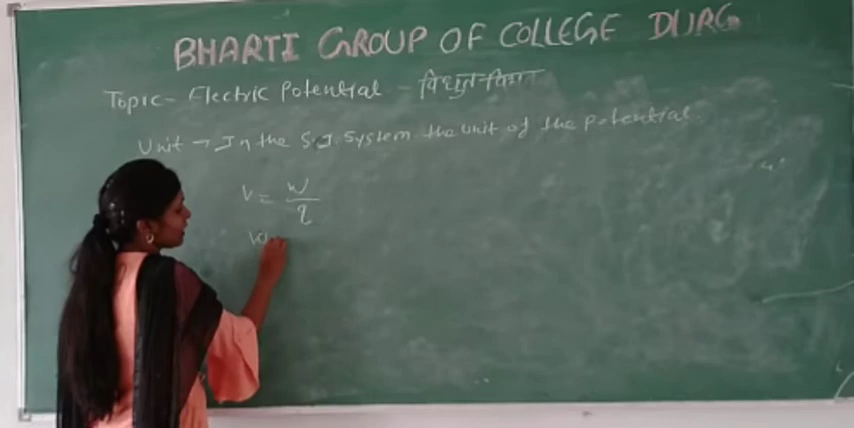 BHARTI GROUP OF COLLEGE DURG
Topic - Electric Potential - विद्युत-विभव
Unit → In the S.I. System the unit of the Potential.
V = W
q